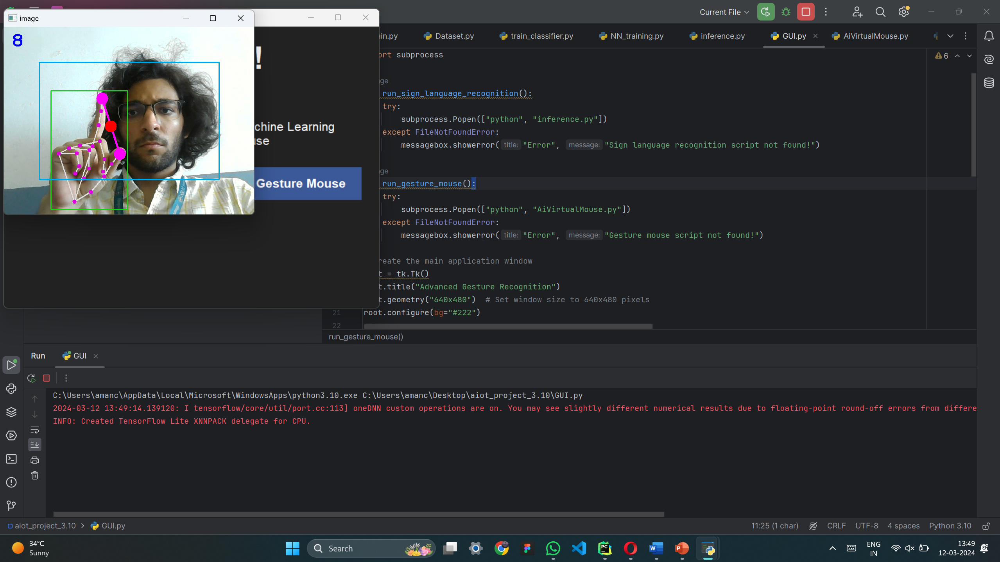 image
8
!
chine Learning
use
Gesture Mouse
Current File
in.py
Dataset.py
train_classifier.py
NN_training.py
inference.py
GUI.py
AiVirtualMouse.py
6
ort subprocess
ge
run_sign_language_recognition():
try:
subprocess.Popen(["python", "inference.py"])
except FileNotFoundError:
messagebox.showerror( title: "Error", message: "Sign language recognition script not found!")
ge
run_gesture_mouse():
try:
subprocess.Popen(["python", "AiVirtualMouse.py"])
except FileNotFoundError:
messagebox.showerror( title: "Error", message: "Gesture mouse script not found!")
reate the main application window
t = tk.Tk()
t.title("Advanced Gesture Recognition")
t.geometry("640x480")  # Set window size to 640x480 pixels
21 root.configure(bg="#222")
22
run_gesture_mouse()
Run
GUI
C:\Users\amanc\AppData\Local\Microsoft\WindowsApps\python3.10.exe C:\Users\amanc\Desktop\aiot_project_3.10\GUI.py
2024-03-12 13:49:14.139120: I tensorflow/core/util/port.cc:113] oneDNN custom operations are on. You may see slightly different numerical results due to floating-point round-off errors from differe
INFO: Created TensorFlow Lite XNNPACK delegate for CPU.
aiot_project_3.10 > GUI.py
11:25 (1 char)
CRLF
UTF-8
4 spaces
Python 3.10
34°C
Sunny
Search
ENG
IN
13:49
12-03-2024